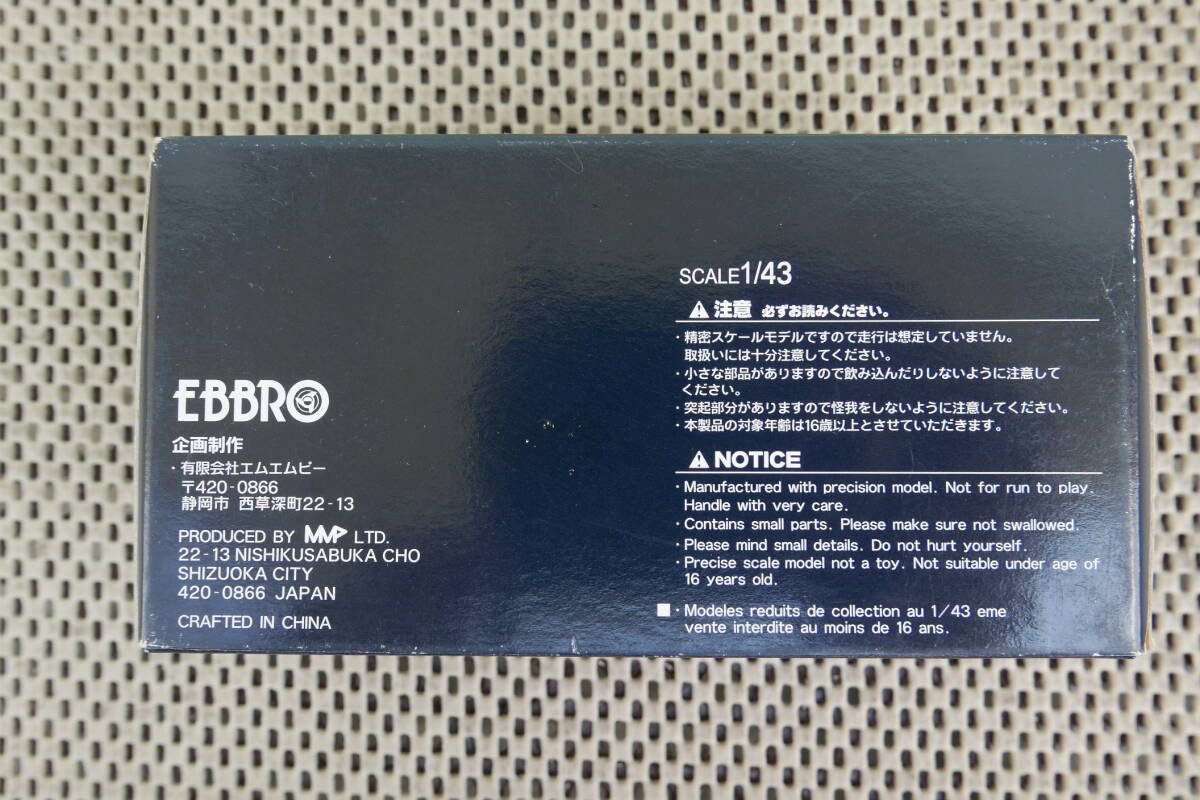 EBBRO
企画制作
・有限会社エムエムピー
〒420-0866
静岡市 西草深町22-13
PRODUCED BY MMP LTD.
22-13 NISHIKUSABUKA CHO
SHIZUOKA CITY
420-0866 JAPAN
CRAFTED IN CHINA
SCALE1/43
注意 必ずお読みください。
・精密スケールモデルですので走行は想定していません。
取扱いには十分注意してください。
・小さな部品がありますので飲み込んだりしないように注意して
ください。
・突起部分がありますので怪我をしないように注意してください。
・本製品の対象年齢は16歳以上とさせていただきます。
NOTICE
・Manufactured with precision model. Not for run to play.
Handle with very care.
・Contains small parts. Please make sure not swallowed.
・Please mind small details. Do not hurt yourself.
・Precise scale model not a toy. Not suitable under age of
16 years old.
■・Modeles reduits de collection au 1/43 eme
vente interdite au moins de 16 ans.